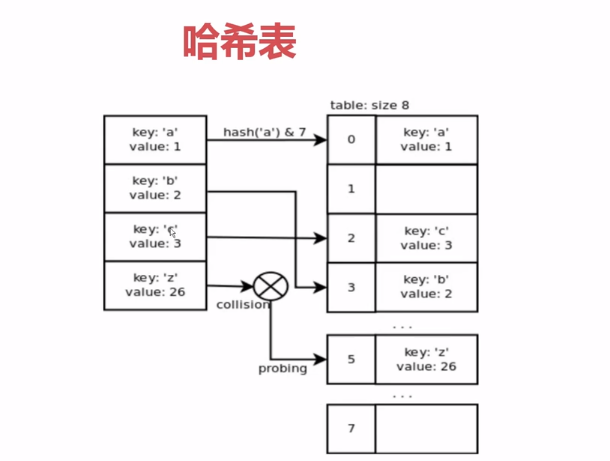 哈希表
table: size 8
key: 'a'
value: 1
hash('a') & 7
0
key: 'a'
value: 1
key: 'b'
value: 2
1
key: 'c'
value: 3
2
key: 'c'
value: 3
key: 'z'
value: 26
collision
3
key: 'b'
value: 2
...
probing
5
key: 'z'
value: 26
...
7